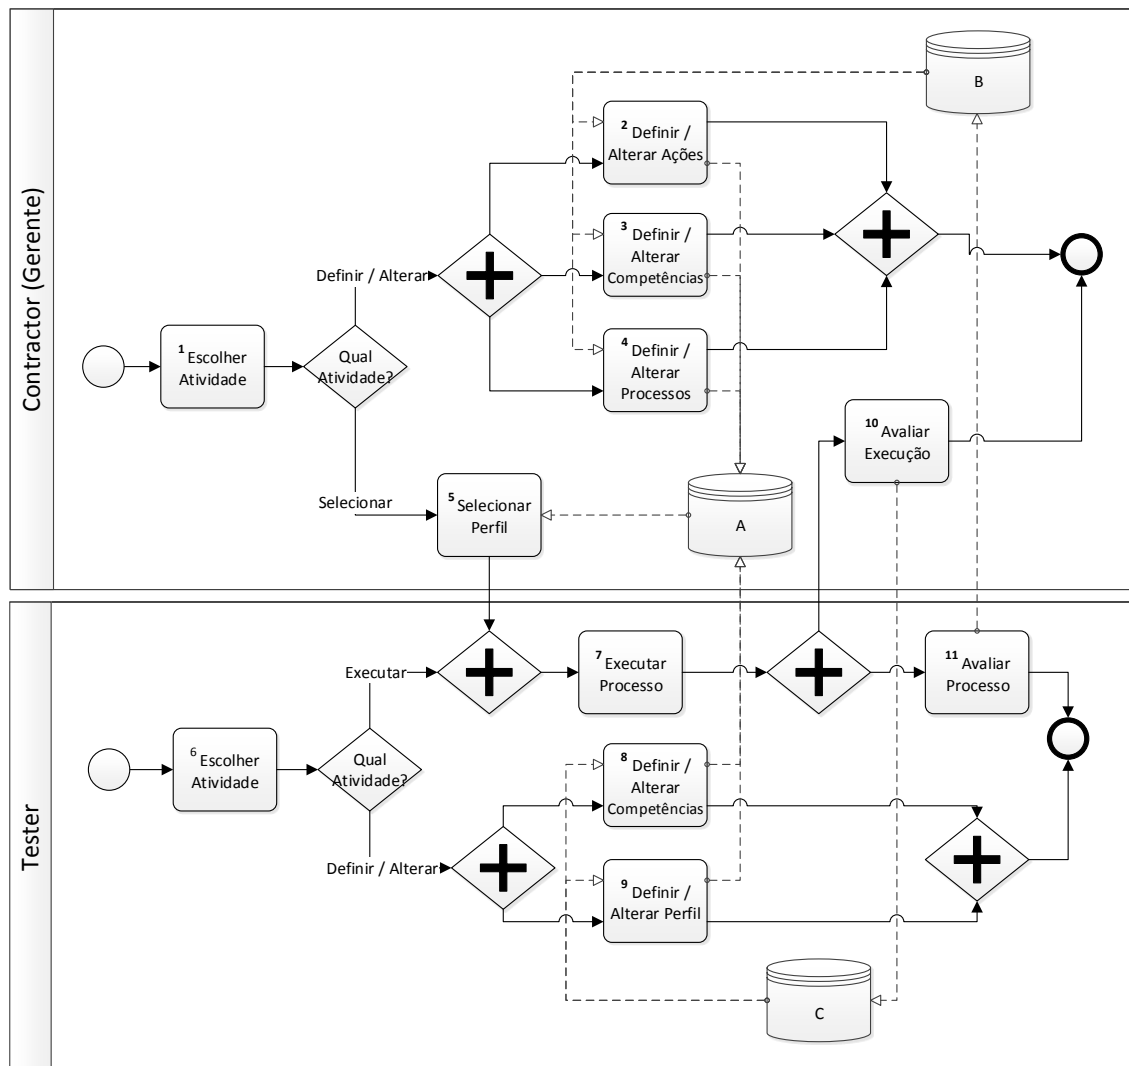 Contractor (Gerente)
B
2 Definir /
Alterar Ações
3 Definir /
Alterar
Competências
Definir / Alterar
4 Definir /
Alterar
Processos
1 Escolher
Atividade
Qual
Atividade?
10 Avaliar
Execução
Selecionar
5 Selecionar
Perfil
A
Tester
Executar
7 Executar
Processo
11 Avaliar
Processo
6 Escolher
Atividade
Qual
Atividade?
8 Definir /
Alterar
Competências
Definir / Alterar
9 Definir /
Alterar Perfil
C